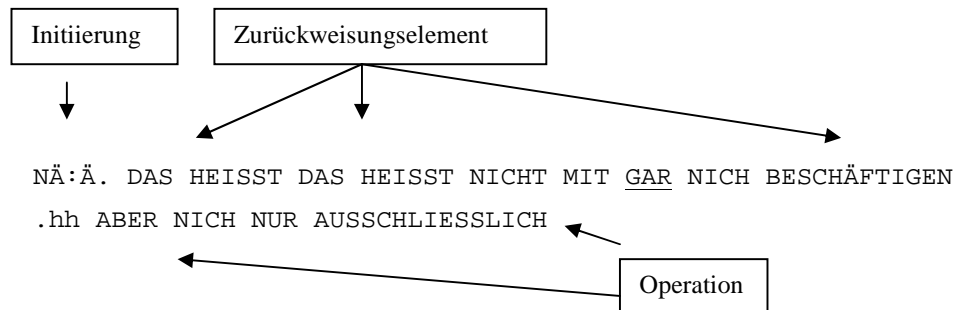 Initiierung
Zurückweisungselement
NÄ:Ä. DAS HEISST DAS HEISST NICHT MIT GAR NICH BESCHÄFTIGEN
.hh ABER NICH NUR AUSSCHLIESSLICH
Operation